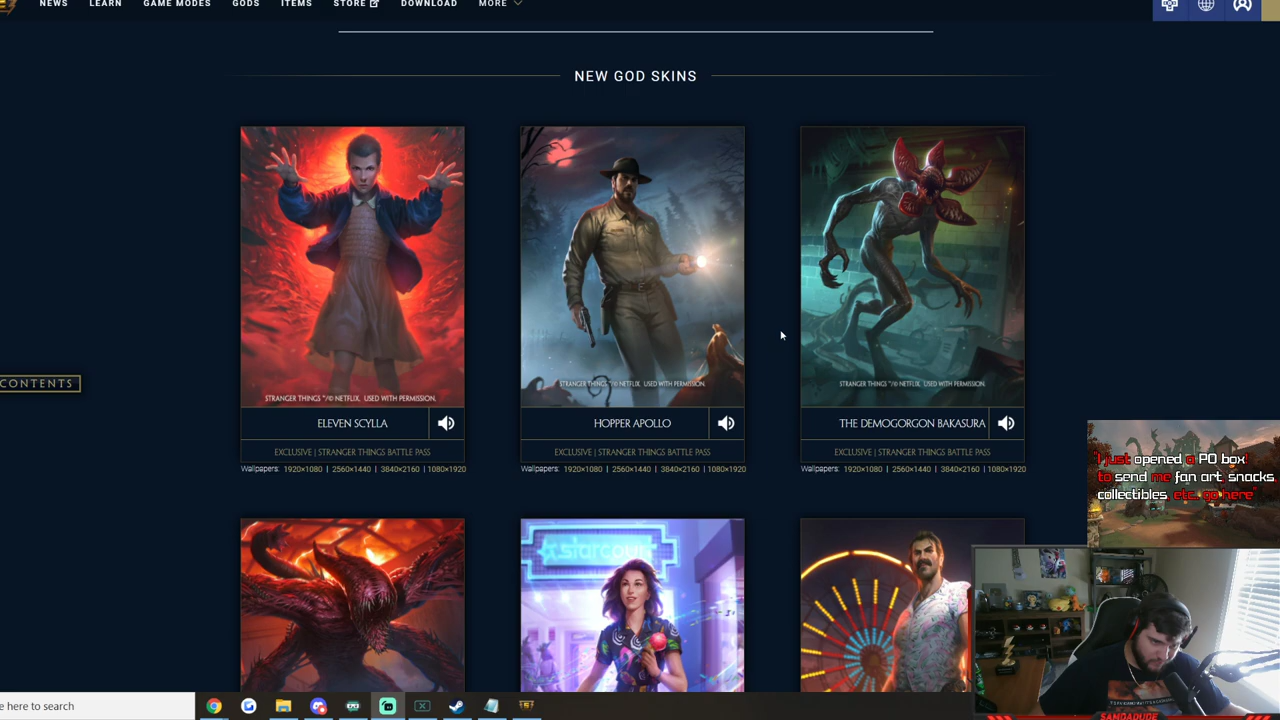 NEWS LEARN GAME MODES GODS ITEMS STORE DOWNLOAD MORE
NEW GOD SKINS
STRANGER THINGS ™/© NETFLIX. USED WITH PERMISSION.
STRANGER THINGS ™/© NETFLIX. USED WITH PERMISSION.
STRANGER THINGS ™/© NETFLIX. USED WITH PERMISSION.
ELEVEN SCYLLA
HOPPER APOLLO
THE DEMOGORGON BAKASURA
EXCLUSIVE | STRANGER THINGS BATTLE PASS
EXCLUSIVE | STRANGER THINGS BATTLE PASS
EXCLUSIVE | STRANGER THINGS BATTLE PASS
Wallpapers: 1920×1080 | 2560×1440 | 3840×2160 | 1080×1920
Wallpapers: 1920×1080 | 2560×1440 | 3840×2160 | 1080×1920
Wallpapers: 1920×1080 | 2560×1440 | 3840×2160 | 1080×1920
CONTENTS
starcour
"I just opened a PO box!
to send me fan art, snacks,
collectibles, etc. go here"
e here to search
SAMGADUDE